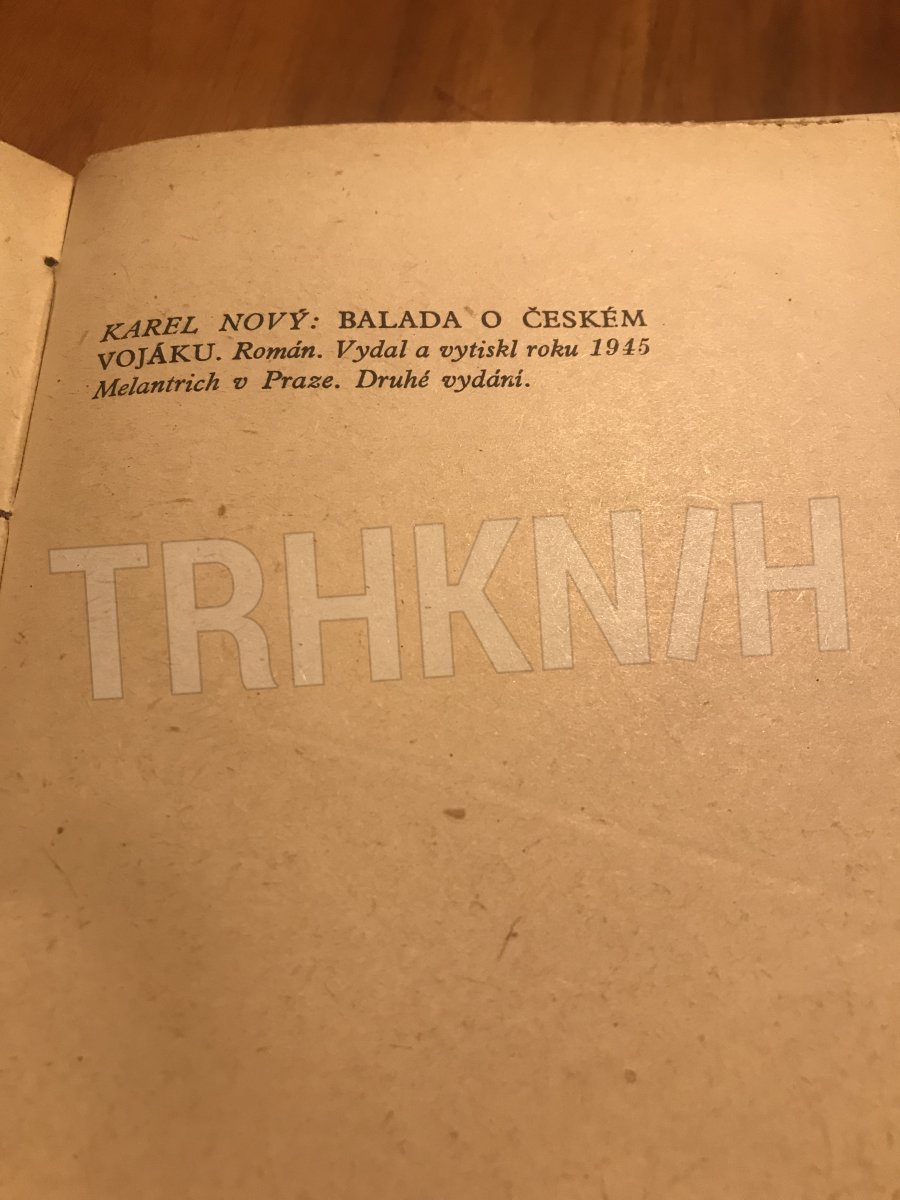 KAREL NOVÝ: BALADA O ČESKÉM
VOJÁKU. Román. Vydal a vytiskl roku 1945
Melantrich v Praze. Druhé vydání.
TRHKNIH